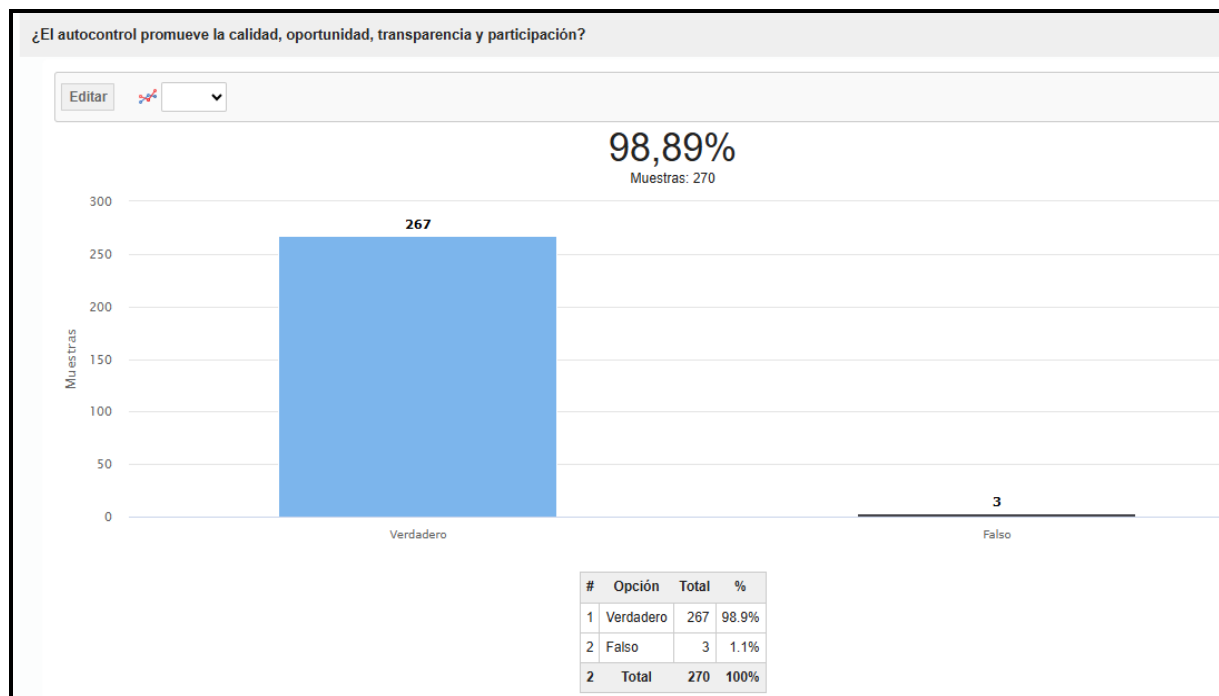 ¿El autocontrol promueve la calidad, oportunidad, transparencia y participación?
Editar
98,89%
Muestras: 270
300
267
250
200
150
100
50
0
Muestras
3
Verdadero
Falso
# Opción Total %
1 Verdadero 267 98.9%
2 Falso 3 1.1%
2 Total 270 100%